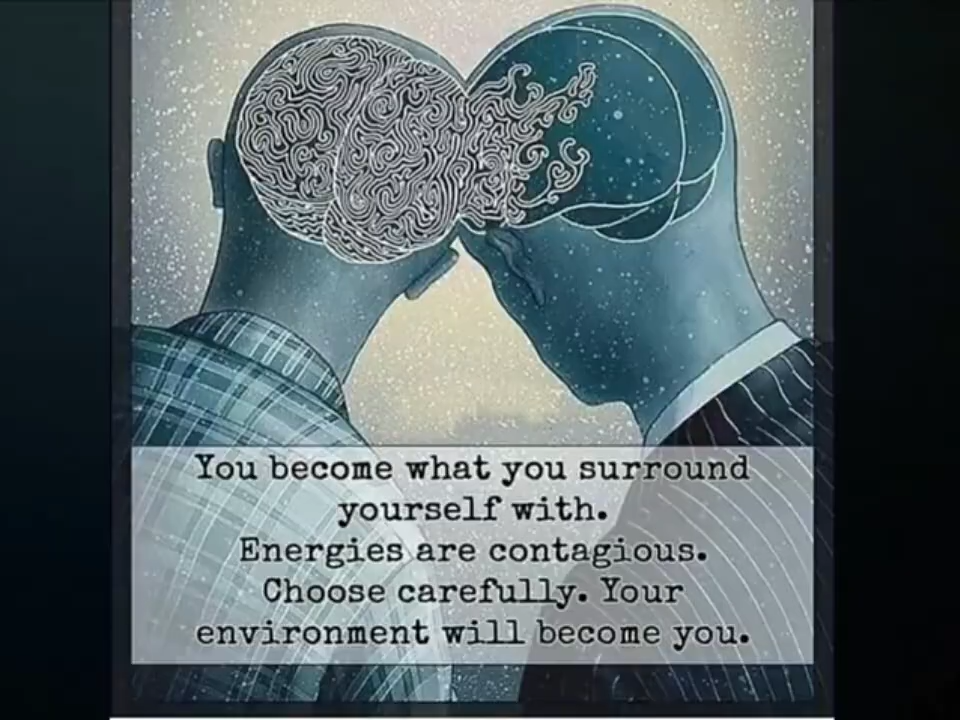 You become what you surround
yourself with.
Energies are contagious.
Choose carefully. Your
environment will become you.